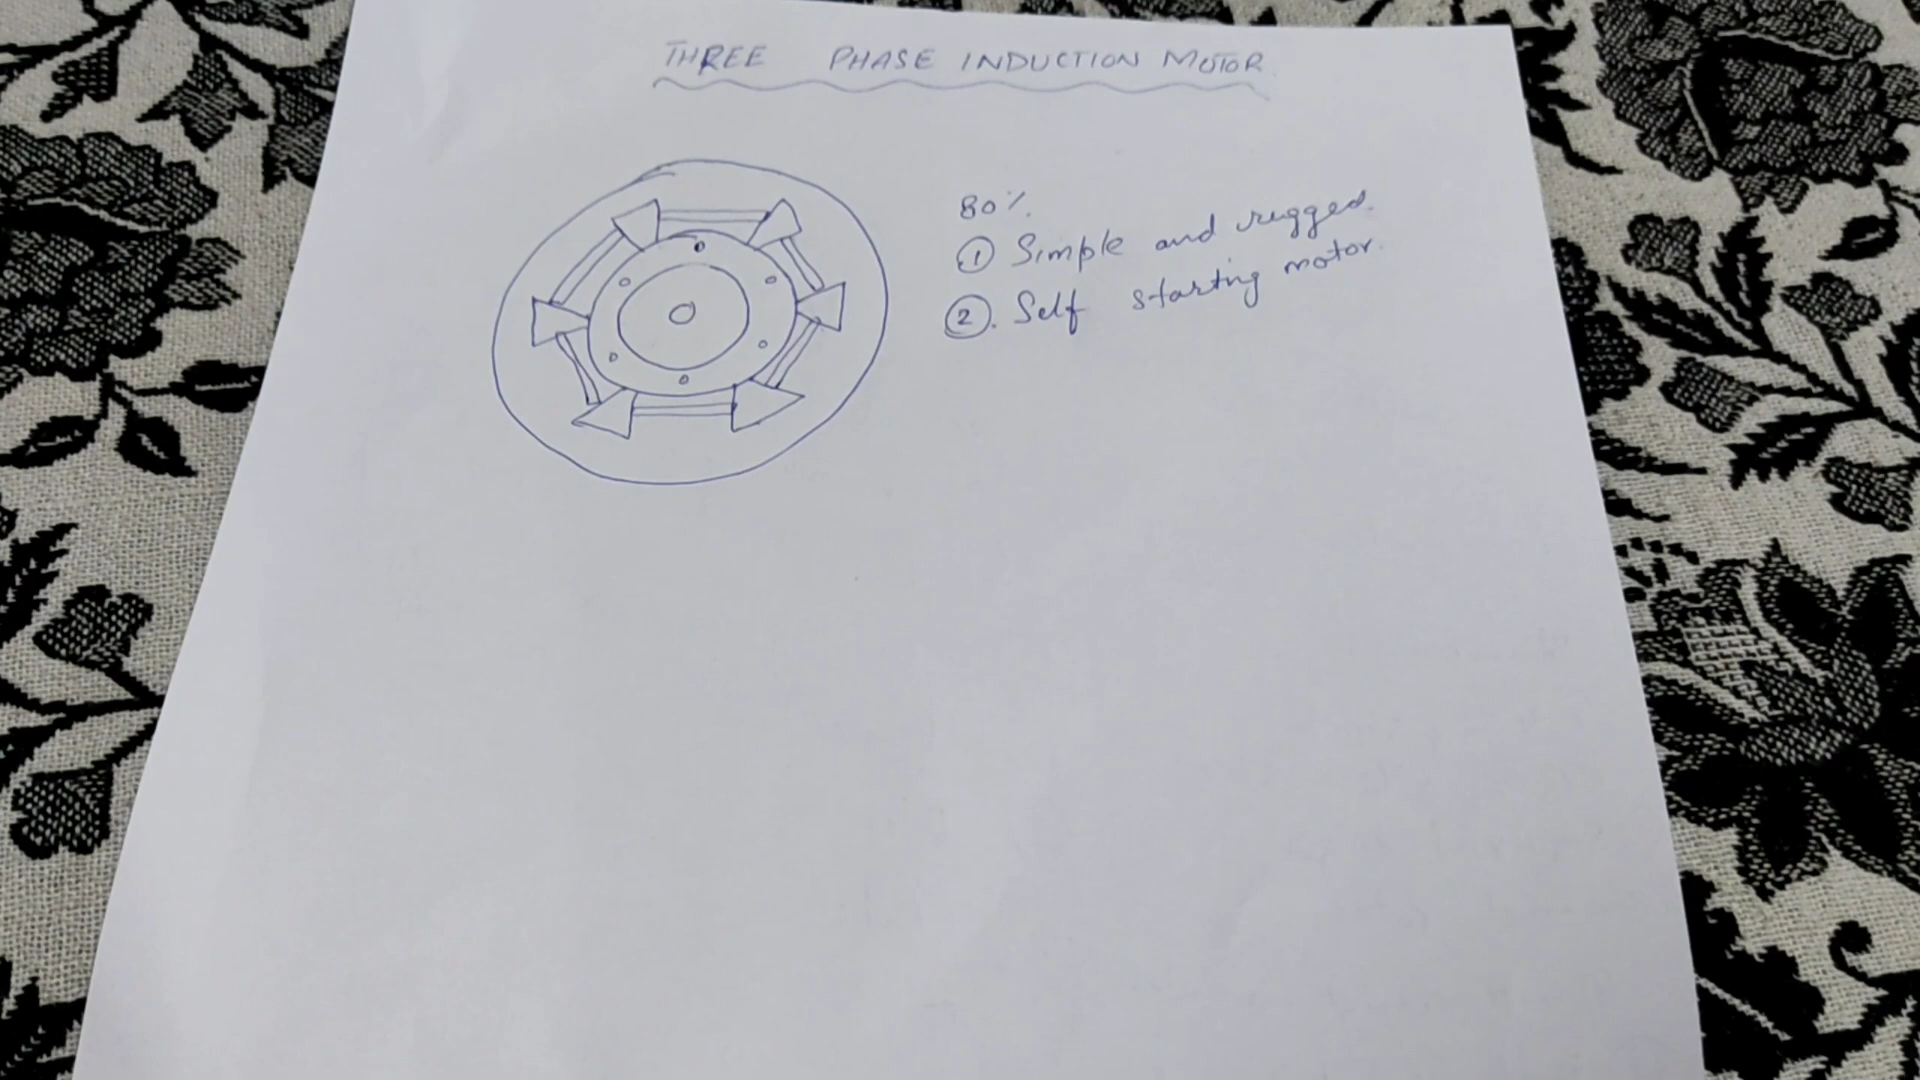 THREE PHASE INDUCTION MOTOR
80%.
① Simple and rugged.
②. Self starting motor.